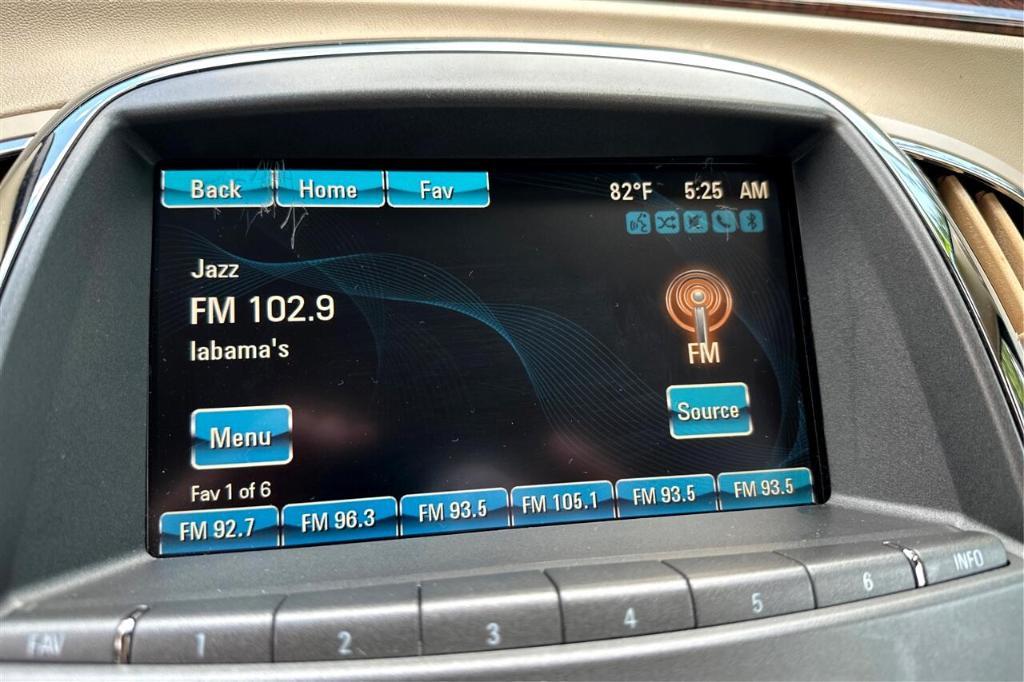 Back Home Fav 82°F 5:25 AM
Jazz
FM 102.9
labama's
FM
Menu
Source
Fav 1 of 6
FM 92.7 FM 96.3 FM 93.5 FM 105.1 FM 93.5 FM 93.5
FAV 1 2 3 4 5 6 INFO